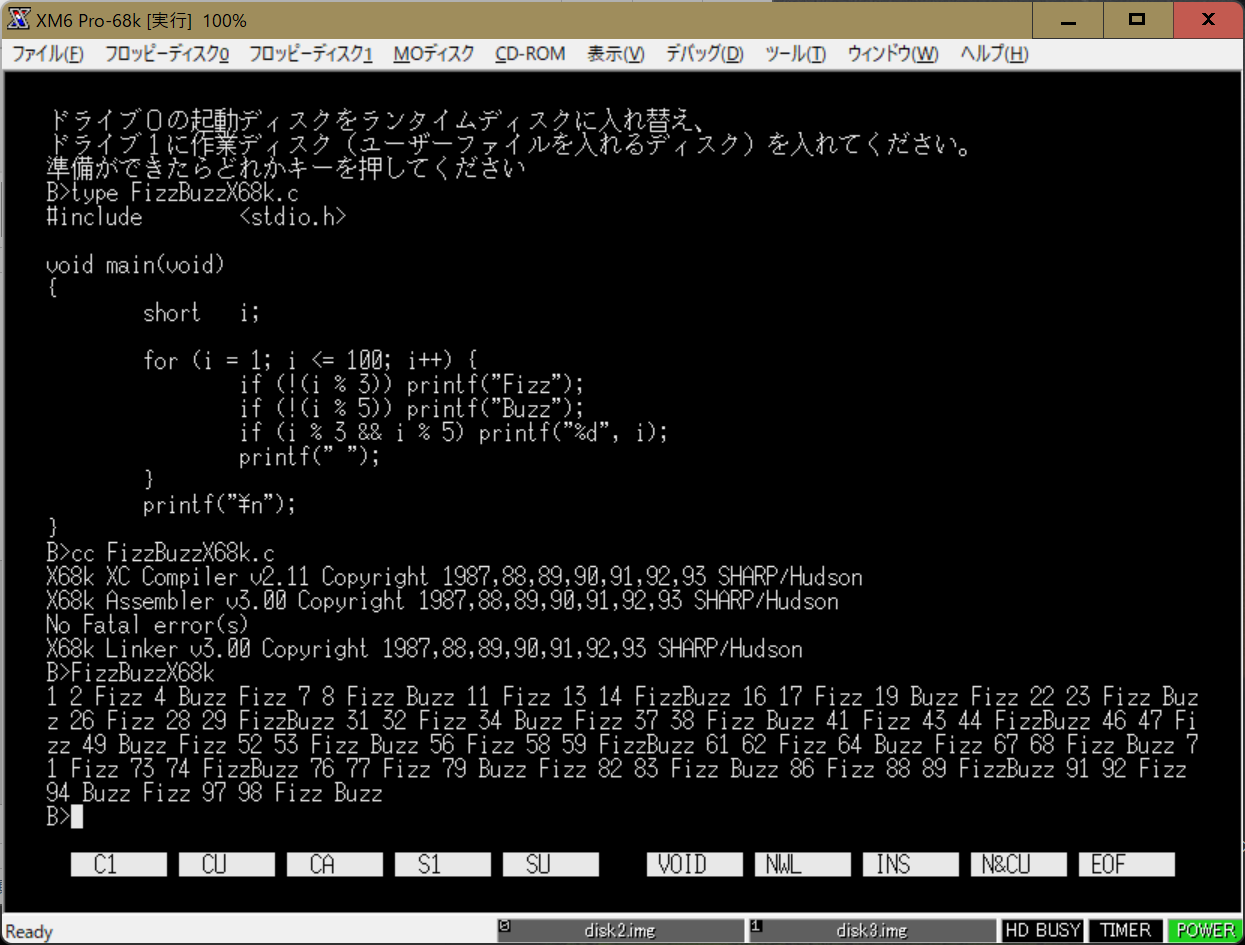 XM6 Pro-68k [実行] 100%
ファイル(F) フロッピーディスク0 フロッピーディスク1 MOディスク CD-ROM 表示(V) デバッグ(D) ツール(T) ウィンドウ(W) ヘルプ(H)
ドライブ0の起動ディスクをランタイムディスクに入れ替え、
ドライブ1に作業ディスク（ユーザーファイルを入れるディスク）を入れてください。
準備ができたらどれかキーを押してください
B>type FizzBuzzX68k.c
#include <stdio.h>
void main(void)
{
short i;
for (i = 1; i <= 100; i++) {
if (!(i % 3)) printf("Fizz");
if (!(i % 5)) printf("Buzz");
if (i % 3 && i % 5) printf("%d", i);
printf(" ");
}
printf("¥n");
}
B>cc FizzBuzzX68k.c
X68k XC Compiler v2.11 Copyright 1987,88,89,90,91,92,93 SHARP/Hudson
X68k Assembler v3.00 Copyright 1987,88,89,90,91,92,93 SHARP/Hudson
No Fatal error(s)
X68k Linker v3.00 Copyright 1987,88,89,90,91,92,93 SHARP/Hudson
B>FizzBuzzX68k
1 2 Fizz 4 Buzz Fizz 7 8 Fizz Buzz 11 Fizz 13 14 FizzBuzz 16 17 Fizz 19 Buzz Fizz 22 23 Fizz Buz
z 26 Fizz 28 29 FizzBuzz 31 32 Fizz 34 Buzz Fizz 37 38 Fizz Buzz 41 Fizz 43 44 FizzBuzz 46 47 Fi
zz 49 Buzz Fizz 52 53 Fizz Buzz 56 Fizz 58 59 FizzBuzz 61 62 Fizz 64 Buzz Fizz 67 68 Fizz Buzz 7
1 Fizz 73 74 FizzBuzz 76 77 Fizz 79 Buzz Fizz 82 83 Fizz Buzz 86 Fizz 88 89 FizzBuzz 91 92 Fizz
94 Buzz Fizz 97 98 Fizz Buzz
B>
C1 CU CA S1 SU VOID NWL INS N&CU EOF
Ready 0 disk2.img 1 disk3.img HD BUSY TIMER POWER